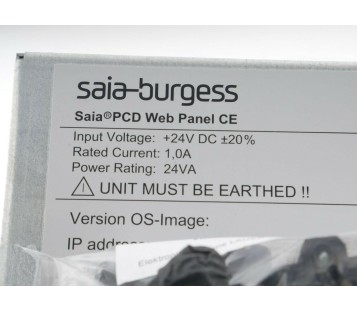 saia-burgess
Saia®PCD Web Panel CE
Input Voltage: +24V DC ±20%
Rated Current: 1,0A
Power Rating: 24VA
⚠ UNIT MUST BE EARTHED !!
Version OS-Image:
IP address